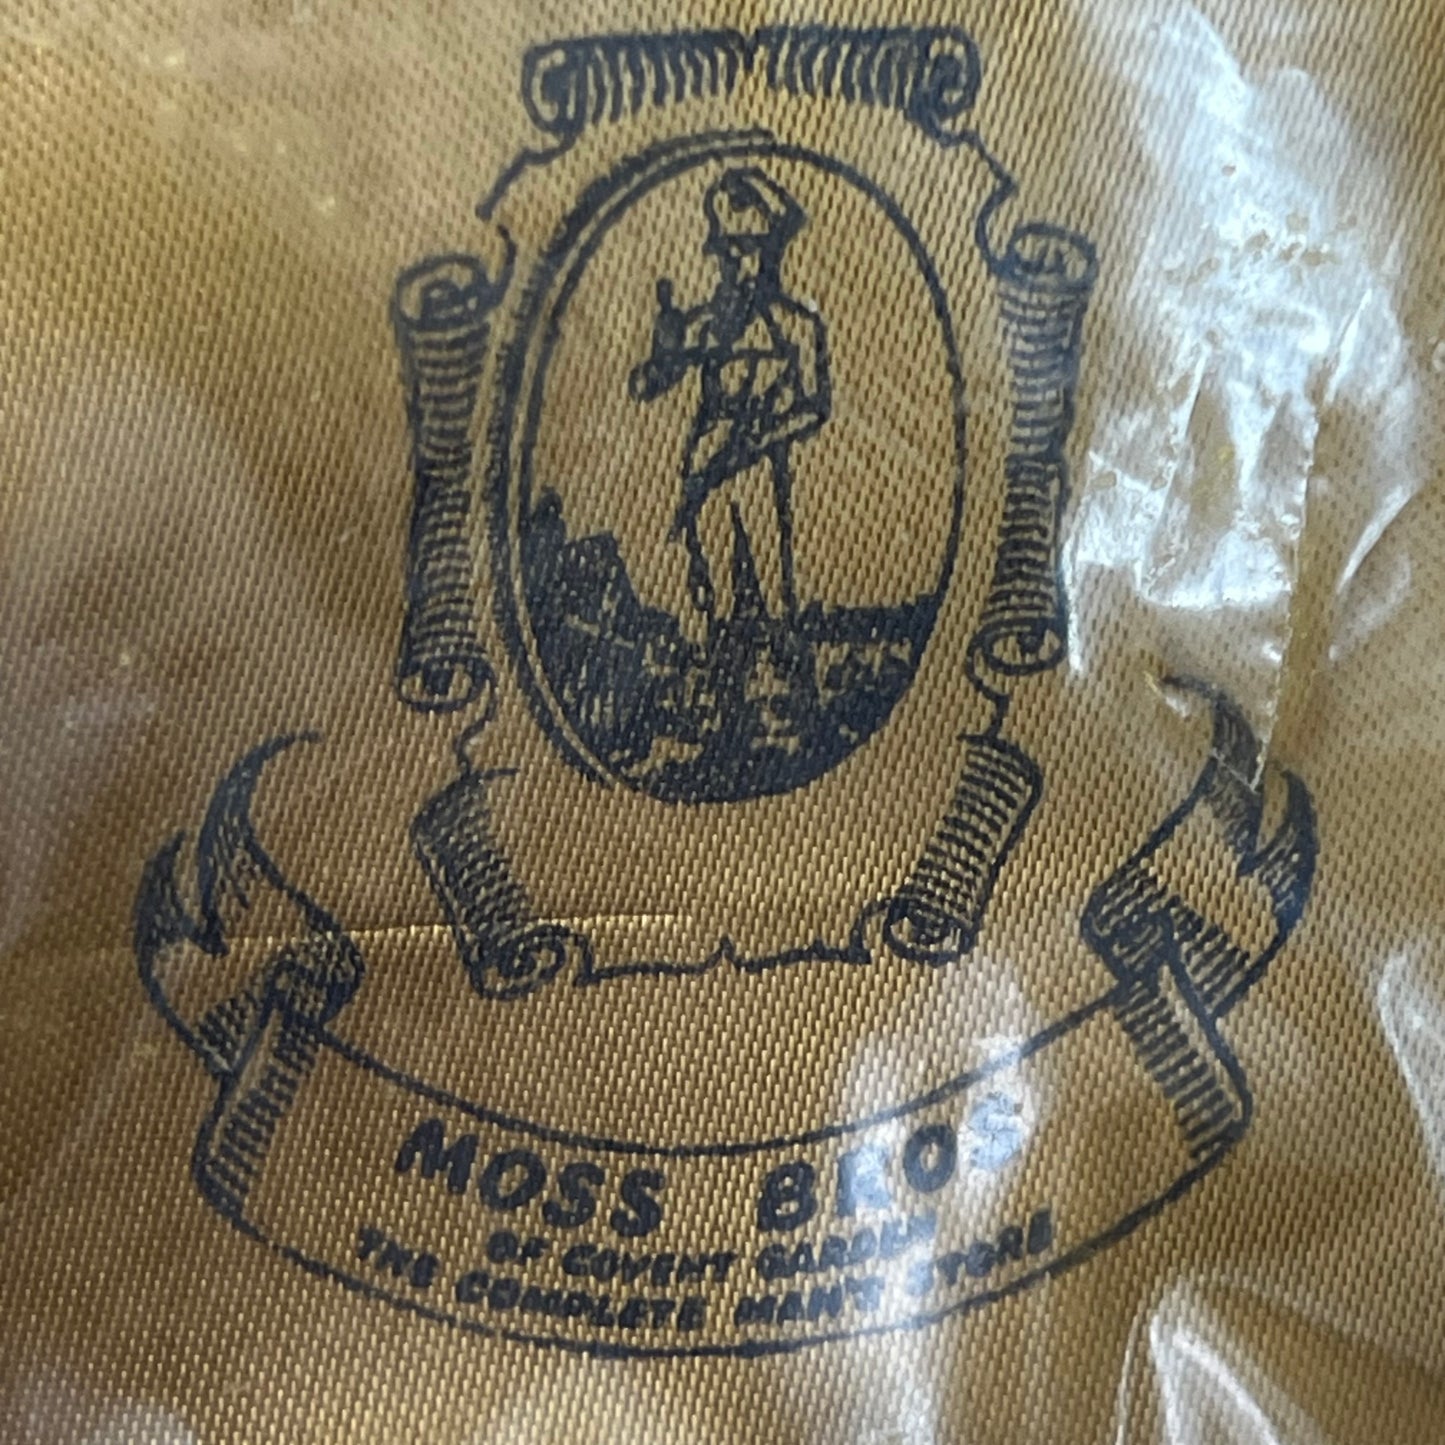 MOSS BROS
OF COVENT GARDEN
THE COMPLETE MAN'S STORE